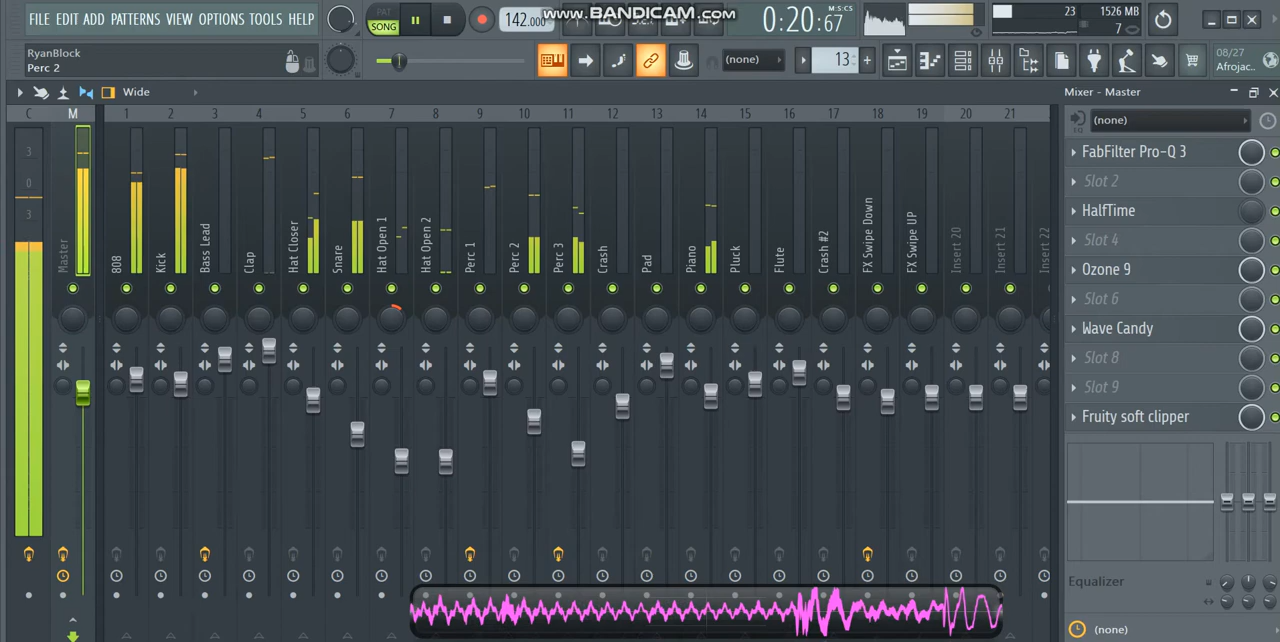 FILE EDIT ADD PATTERNS VIEW OPTIONS TOOLS HELP
PAT
SONG
142.000
www.BANDICAM.com
0:20:67
M:S:CS
23
1526 MB
7
RyanBlock
Perc 2
(none)
13
08/27
Afrojac..
Wide
Mixer - Master
C M 1 2 3 4 5 6 7 8 9 10 11 12 13 14 15 16 17 18 19 20 21
3
0
3
Master
808
Kick
Bass Lead
Clap
Hat Closer
Snare
Hat Open 1
Hat Open 2
Perc 1
Perc 2
Perc 3
Crash
Pad
Piano
Pluck
Flute
Crash #2
FX Swipe Down
FX Swipe UP
Insert 20
Insert 21
Insert 22
(none)
FabFilter Pro-Q 3
Slot 2
HalfTime
Slot 4
Ozone 9
Slot 6
Wave Candy
Slot 8
Slot 9
Fruity soft clipper
Equalizer
(none)